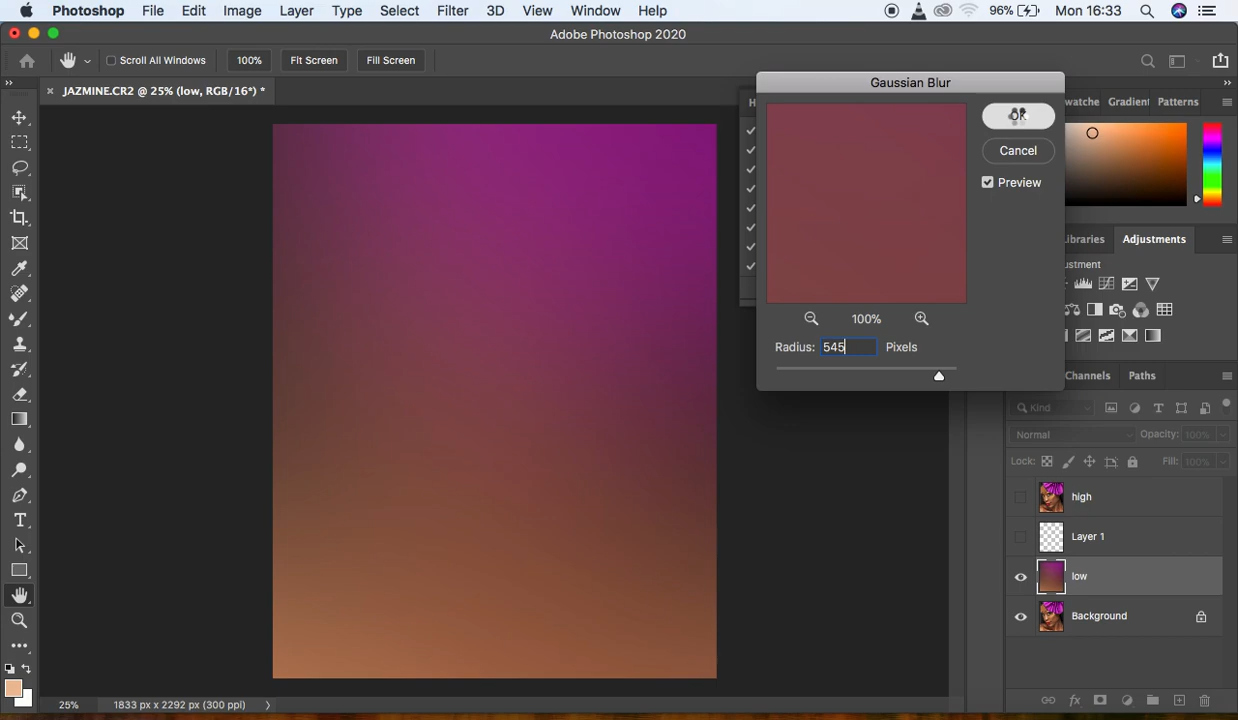 Photoshop File Edit Image Layer Type Select Filter 3D View Window Help 96% Mon 16:33
Adobe Photoshop 2020
Scroll All Windows 100% Fit Screen Fill Screen
× JAZMINE.CR2 @ 25% (low, RGB/16*) *
Gaussian Blur
OK
Cancel
Preview
100%
Radius: 545 Pixels
Gradient Patterns
Adjustments
Channels Paths
Kind
Normal Opacity: 100%
Lock: Fill: 100%
high
Layer 1
low
Background
25% 1833 px x 2292 px (300 ppi)